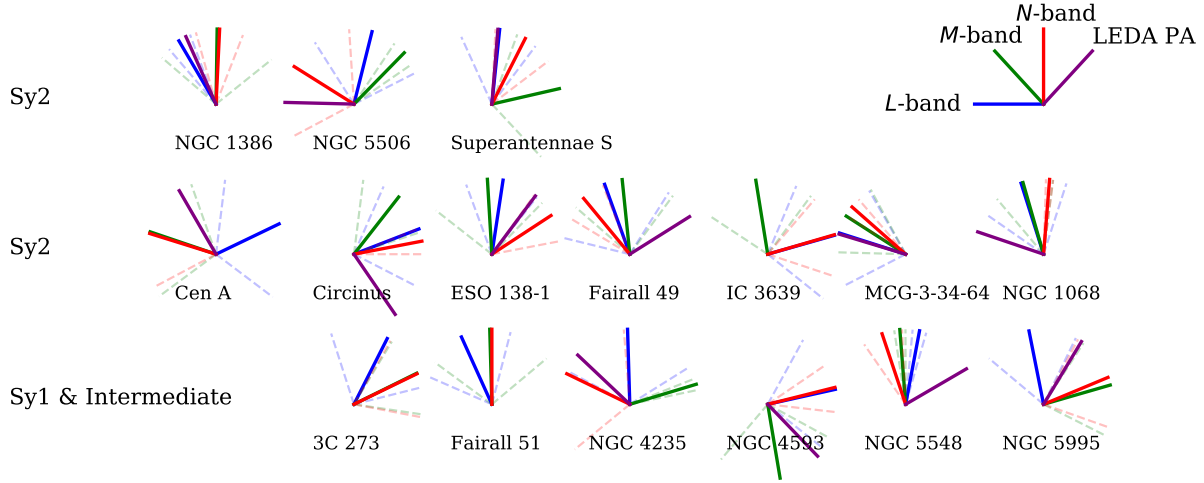 N-band
M-band
LEDA PA
L-band
Sy2
NGC 1386
NGC 5506
Superantennae S
Sy2
Cen A
Circinus
ESO 138-1
Fairall 49
IC 3639
MCG-3-34-64
NGC 1068
Sy1 & Intermediate
3C 273
Fairall 51
NGC 4235
NGC 4593
NGC 5548
NGC 5995